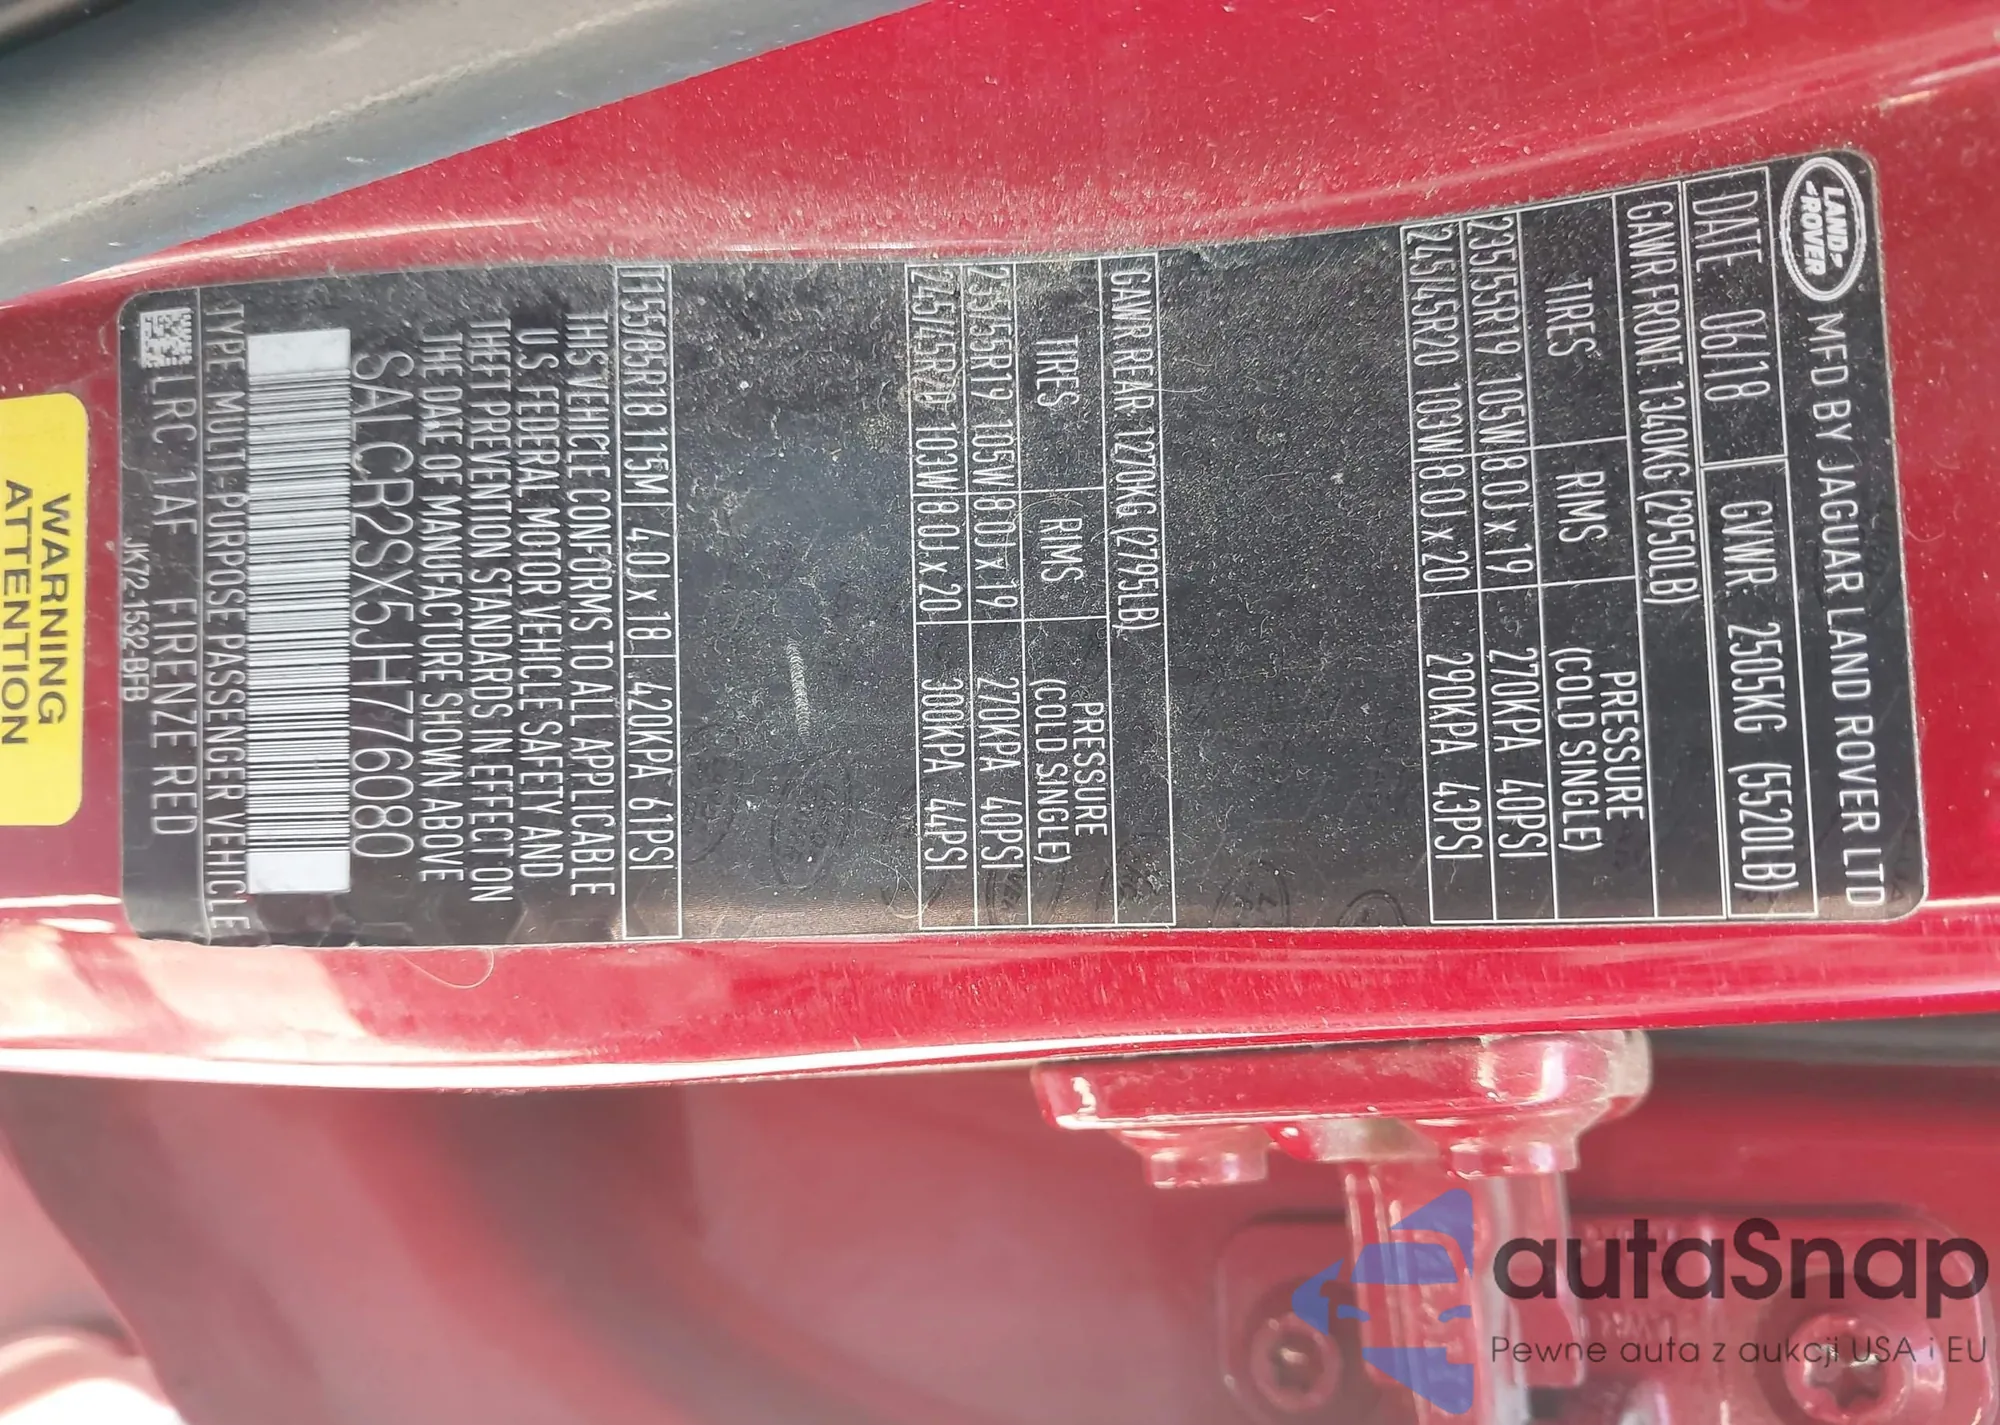 LAND ROVER MFD BY JAGUAR LAND ROVER LTD
DATE 06/18 GVWR: 2505KG (5520LB)
GAWR FRONT: 1340KG (2950LB)
TIRES RIMS PRESSURE (COLD SINGLE)
235/55R19 105W 8.0J x 19 270KPA 40PSI
245/45R20 103W 8.0J x 20 290KPA 43PSI
GAWR REAR 1270KG (2795LB)
TIRES RIMS PRESSURE (COLD SINGLE)
235/55R19 105W 8.0J x 19 270KPA 40PSI
245/45R20 103W 8.0J x 20 300KPA 44PSI
T155/85R18 115M 4.0J x 18 420KPA 61PSI
THIS VEHICLE CONFORMS TO ALL APPLICABLE
U.S. FEDERAL MOTOR VEHICLE SAFETY AND
THEFT PREVENTION STANDARDS IN EFFECT ON
THE DATE OF MANUFACTURE SHOWN ABOVE
SALCR2SX5JH776080
TYPE: MULTI-PURPOSE PASSENGER VEHICLE
LRC 1AF FIRENZE RED
JK72-1532-BFB
WARNING
ATTENTION
autaSnap
Pewne auta z aukcji USA i EU